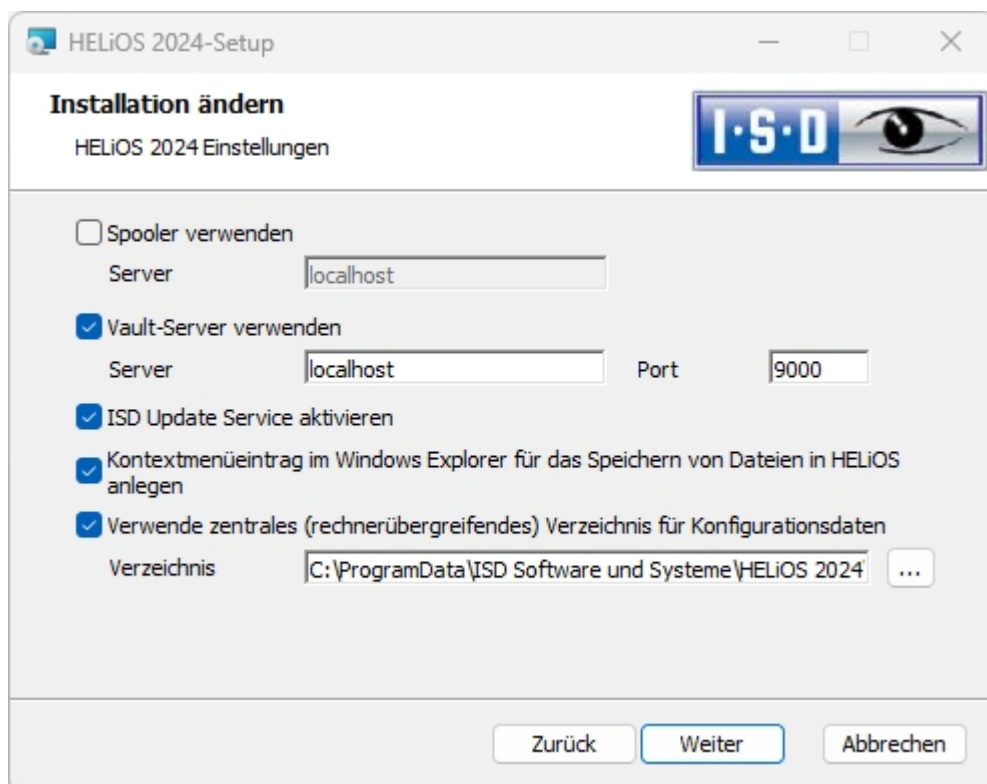 HELiOS 2024-Setup
Installation ändern
HELiOS 2024 Einstellungen
I·S·D
Spooler verwenden
Server localhost
Vault-Server verwenden
Server localhost Port 9000
ISD Update Service aktivieren
Kontextmenüeintrag im Windows Explorer für das Speichern von Dateien in HELiOS
anlegen
Verwende zentrales (rechnerübergreifendes) Verzeichnis für Konfigurationsdaten
Verzeichnis C:\ProgramData\ISD Software und Systeme\HELiOS 2024 ...
Zurück Weiter Abbrechen